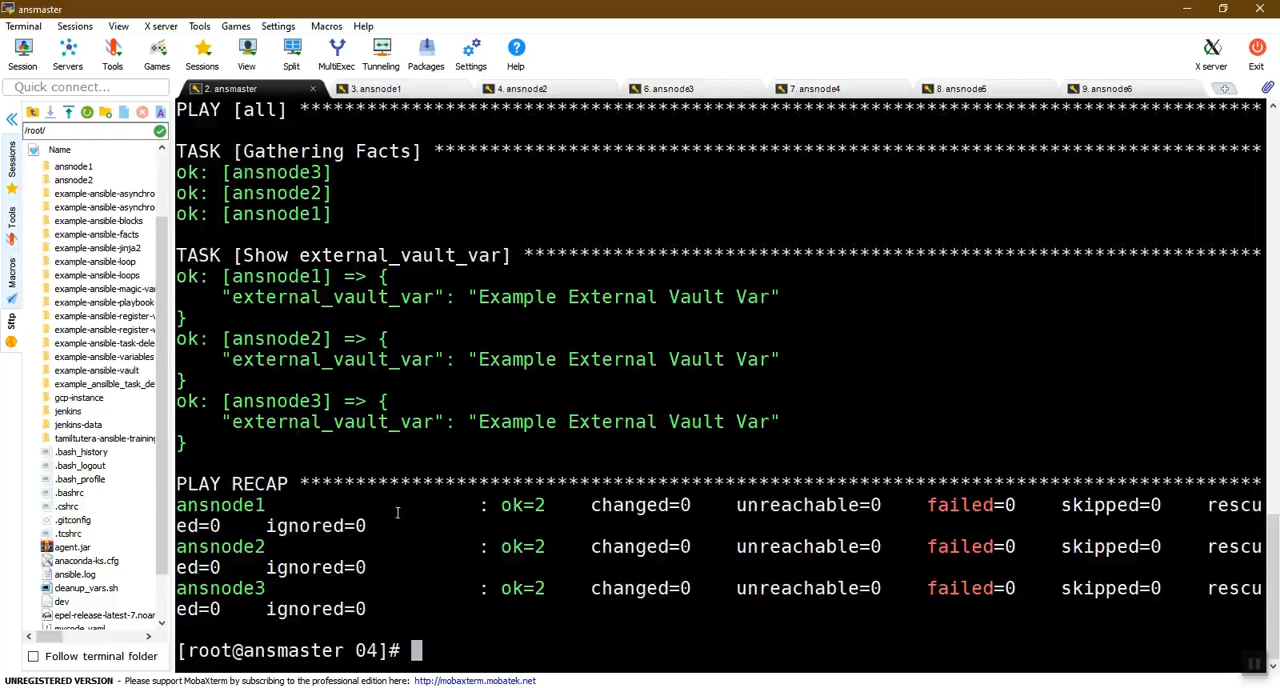 ansmaster
Terminal Sessions View X server Tools Games Settings Macros Help
Session Servers Tools Games Sessions View Split MultiExec Tunneling Packages Settings Help X server Exit
Quick connect...
2. ansmaster 3. ansnode1 4. ansnode2 6. ansnode3 7. ansnode4 8. ansnode5 9. ansnode6
/root/
Name
Sessions
Tools
Macros
Sftp
ansnode1
ansnode2
example-ansible-asynchro
example-ansible-asynchro
example-ansible-blocks
example-ansible-facts
example-ansible-jinja2
example-ansible-loop
example-ansible-loops
example-ansible-magic-va
example-ansible-playbook
example-ansible-register-v
example-ansible-register-v
example-ansible-task-dele
example-ansible-variables
example-ansible-vault
example_ansilble_task_de
gcp-instance
jenkins
jenkins-data
tamiltutera-ansible-training
.bash_history
.bash_logout
.bash_profile
.bashrc
.cshrc
.gitconfig
.tcshrc
agent.jar
anaconda-ks.cfg
ansible.log
cleanup_vars.sh
dev
epel-release-latest-7.noar
mycode.yaml
Follow terminal folder
PLAY [all] **************************************************************************************
TASK [Gathering Facts] **************************************************************************
ok: [ansnode3]
ok: [ansnode2]
ok: [ansnode1]
TASK [Show external_vault_var] ******************************************************************
ok: [ansnode1] => {
    "external_vault_var": "Example External Vault Var"
}
ok: [ansnode2] => {
    "external_vault_var": "Example External Vault Var"
}
ok: [ansnode3] => {
    "external_vault_var": "Example External Vault Var"
}
PLAY RECAP **************************************************************************************
ansnode1 : ok=2 changed=0 unreachable=0 failed=0 skipped=0 rescu
ed=0 ignored=0
ansnode2 : ok=2 changed=0 unreachable=0 failed=0 skipped=0 rescu
ed=0 ignored=0
ansnode3 : ok=2 changed=0 unreachable=0 failed=0 skipped=0 rescu
ed=0 ignored=0
[root@ansmaster 04]#
UNREGISTERED VERSION - Please support MobaXterm by subscribing to the professional edition here: http://mobaxterm.mobatek.net